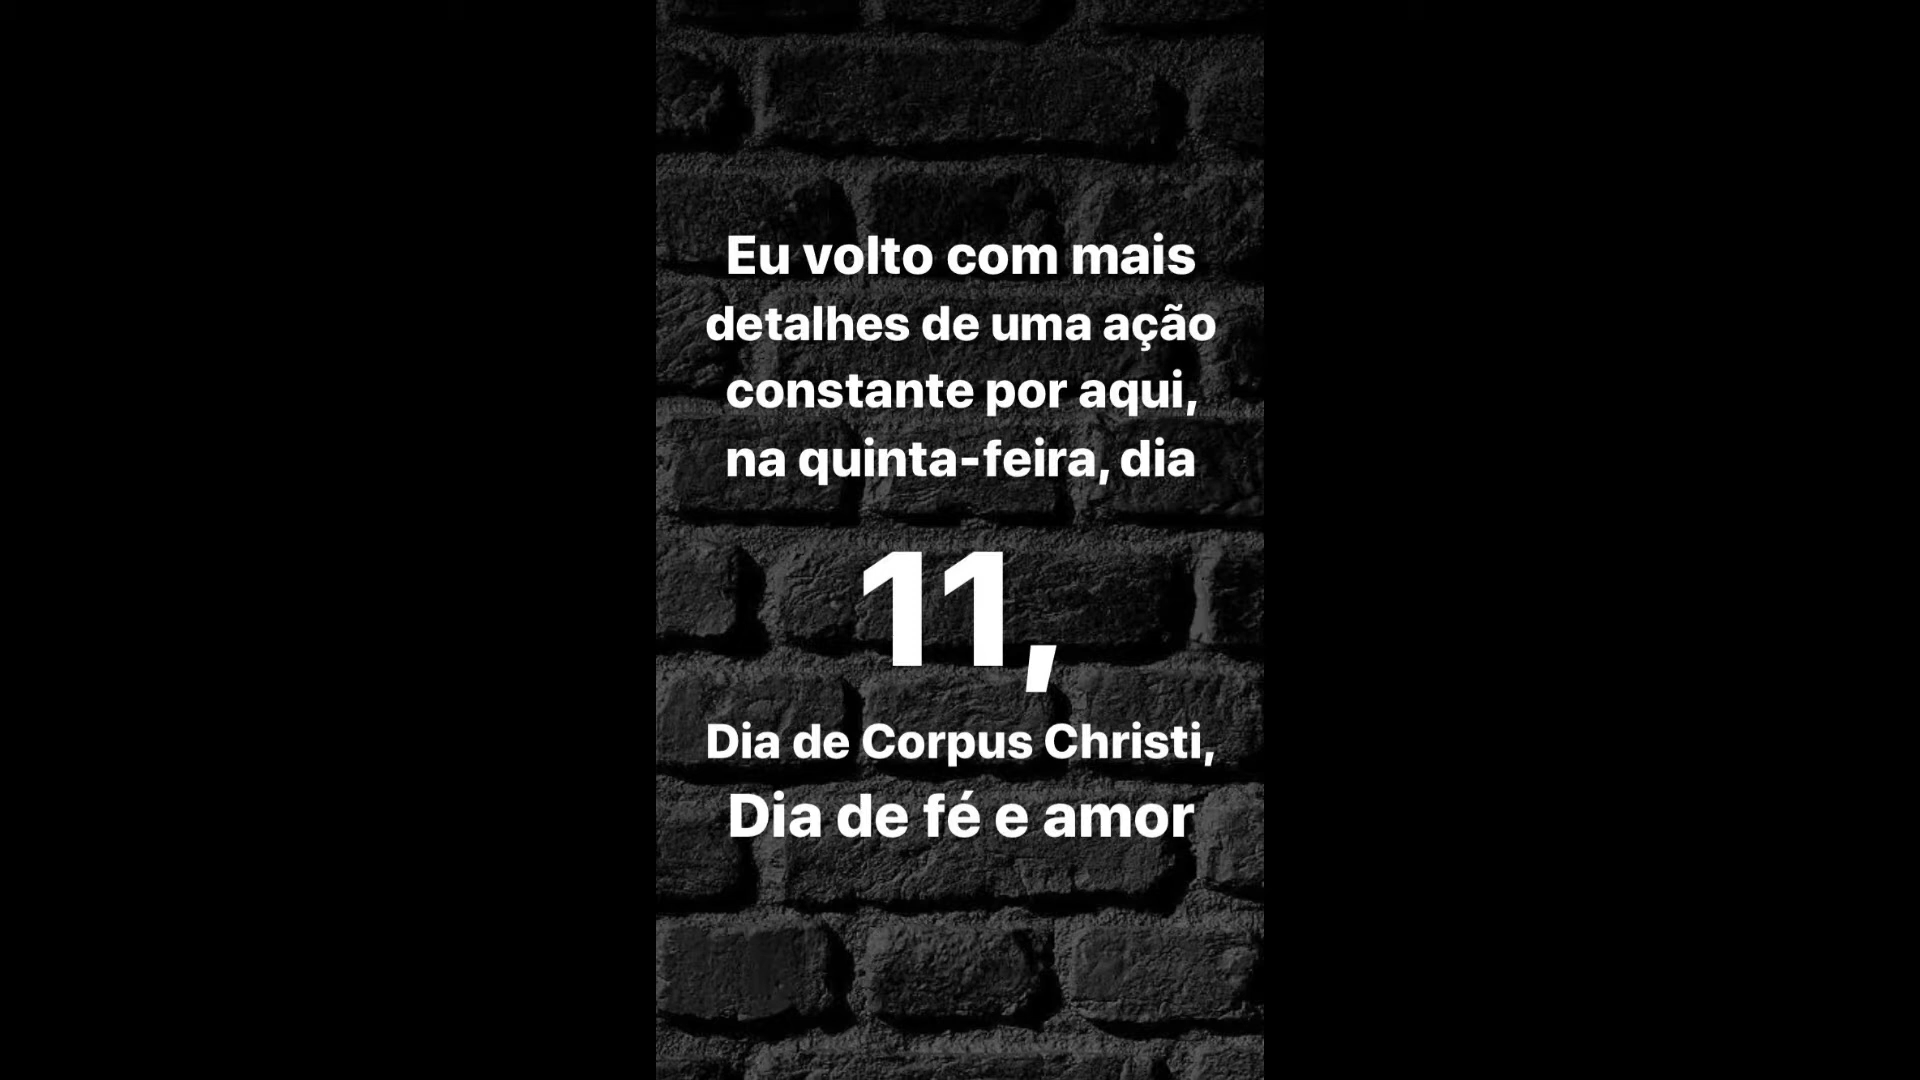 Eu volto com mais
detalhes de uma ação
constante por aqui,
na quinta-feira, dia
11,
Dia de Corpus Christi,
Dia de fé e amor